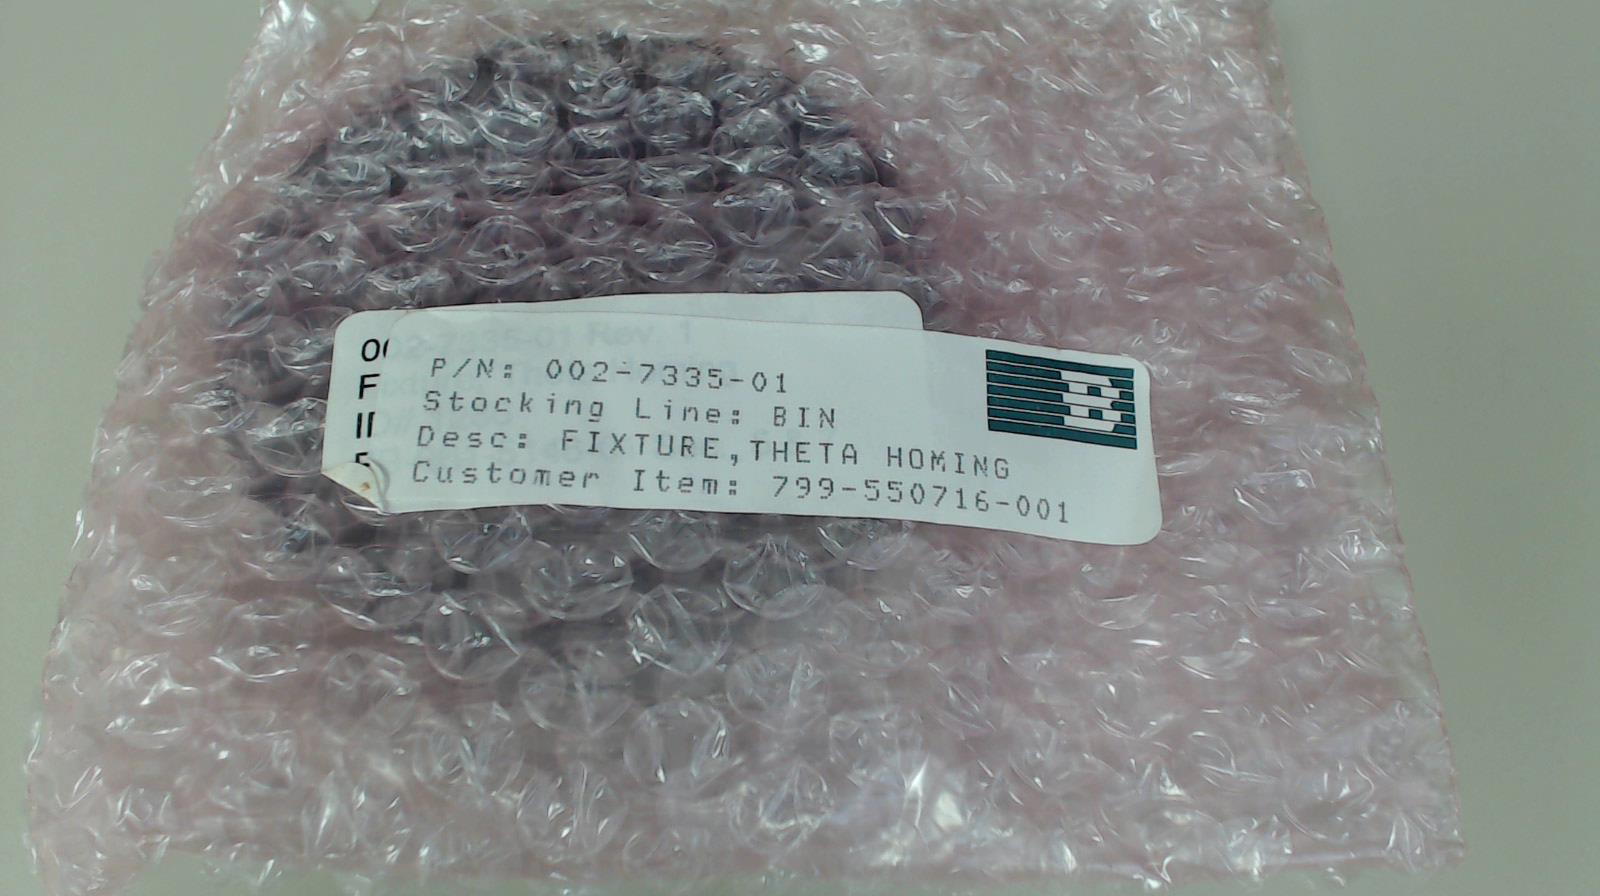 P/N: 002-7335-01
Stocking Line: BIN
Desc: FIXTURE,THETA HOMING
Customer Item: 799-550716-001
B